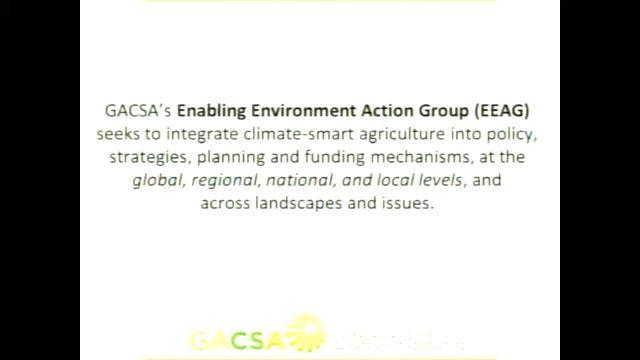 GACSA's Enabling Environment Action Group (EEAG)
seeks to integrate climate-smart agriculture into policy,
strategies, planning and funding mechanisms, at the
global, regional, national, and local levels, and
across landscapes and issues.
GACSA